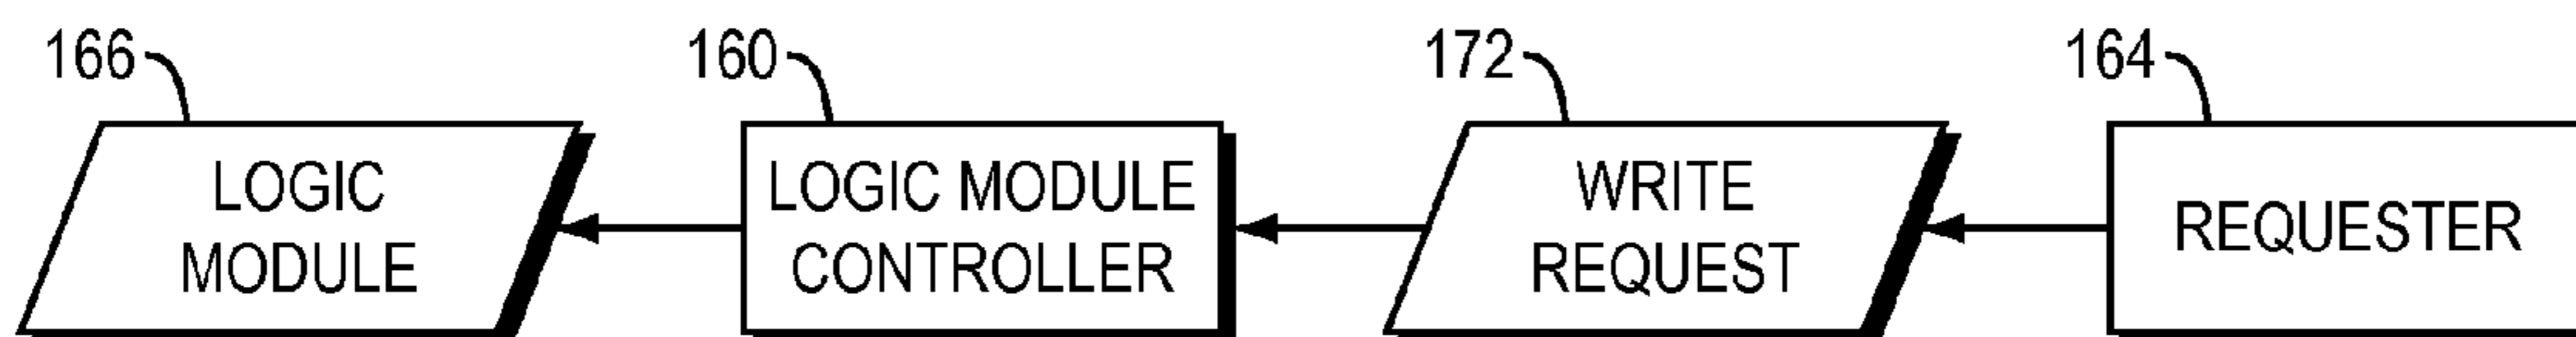 166 160 172 164
LOGIC MODULE
LOGIC MODULE CONTROLLER
WRITE REQUEST
REQUESTER